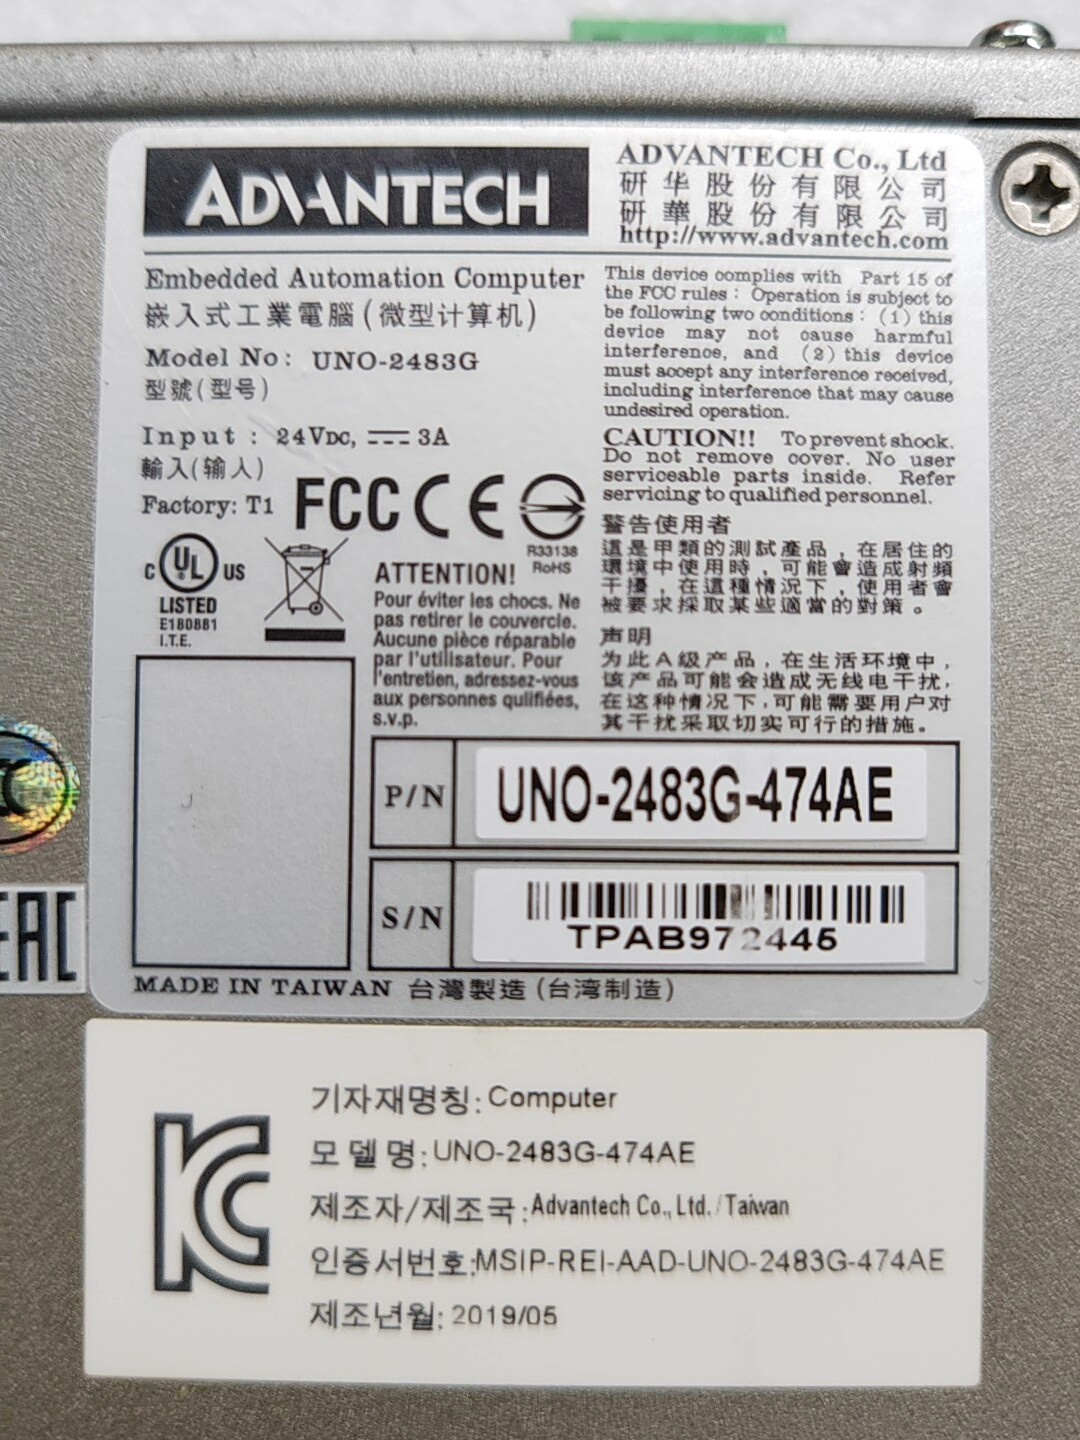 ADVANTECH
ADVANTECH Co., Ltd
研华股份有限公司
研華股份有限公司
http://www.advantech.com
Embedded Automation Computer
嵌入式工業電腦(微型计算机)
Model No: UNO-2483G
型號(型号)
Input : 24VDC, 3A
輸入(输入)
Factory: T1
FCC CE
R33138
RoHS
C UL US
LISTED
E180881
I.T.E.
ATTENTION!
Pour éviter les chocs. Ne
pas retirer le couvercle.
Aucune pièce réparable
par l'utilisateur. Pour
l'entretien, adressez-vous
aux personnes qulifiées,
s.v.p.
This device complies with Part 15 of
the FCC rules : Operation is subject to
be following two conditions : (1) this
device may not cause harmful
interference, and (2) this device
must accept any interference received,
including interference that may cause
undesired operation.
CAUTION!! To prevent shock.
Do not remove cover. No user
serviceable parts inside. Refer
servicing to qualified personnel.
警告使用者
這是甲類的測試產品，在居住的
環境中使用時，可能會造成射頻
干擾，在這種情況下，使用者會
被要求採取某些適當的對策。
声明
为此A级产品，在生活环境中，
该产品可能会造成无线电干扰，
在这种情况下，可能需要用户对
其干扰采取切实可行的措施。
P/N UNO-2483G-474AE
S/N TPAB972445
MADE IN TAIWAN 台灣製造(台湾制造)
EAC
KC
기자재명칭: Computer
모델명: UNO-2483G-474AE
제조자/제조국: Advantech Co., Ltd. / Taiwan
인증서번호:MSIP-REI-AAD-UNO-2483G-474AE
제조년월: 2019/05